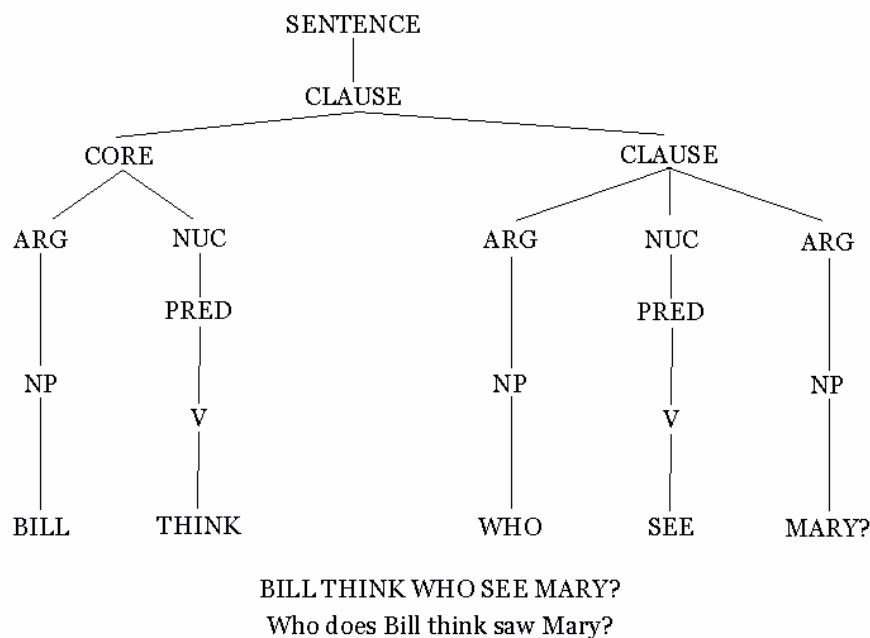 SENTENCE
CLAUSE
CORE CLAUSE
ARG NUC ARG NUC ARG
PRED PRED
NP NP NP
V V
BILL THINK WHO SEE MARY?
BILL THINK WHO SEE MARY?
Who does Bill think saw Mary?